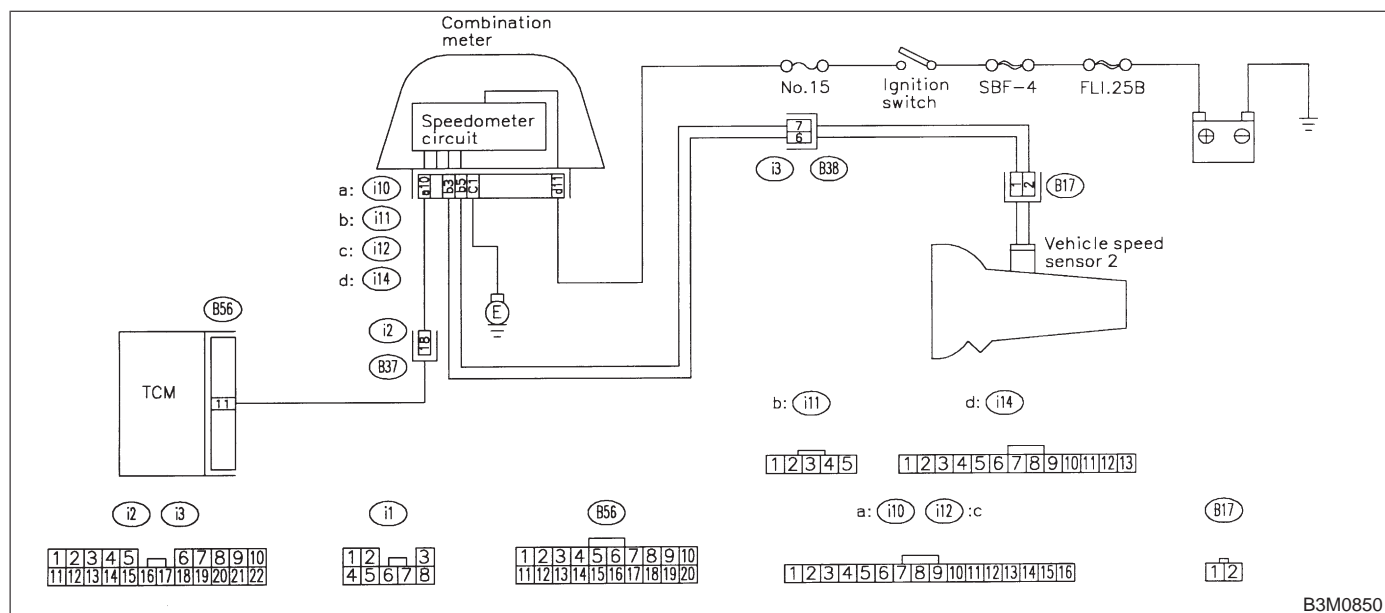 Combination
meter
No.15
Ignition
switch
SBF-4
FL1.25B
Speedometer
circuit
7
6
i3 B38
1 2 B17
a10 b3 b5 C1 d11
a: i10
b: i11
c: i12
d: i14
Vehicle speed
sensor 2
E
B56
i2
18
B37
TCM
11
b: i11
d: i14
1 2 3 4 5
1 2 3 4 5 6 7 8 9 10 11 12 13
i2 i3
i1
B56
a: i10 i12 :c
B17
1 2 3 4 5 6 7 8 9 10
11 12 13 14 15 16 17 18 19 20 21 22
1 2 3
4 5 6 7 8
1 2 3 4 5 6 7 8 9 10
11 12 13 14 15 16 17 18 19 20
1 2 3 4 5 6 7 8 9 10 11 12 13 14 15 16
1 2
B3M0850